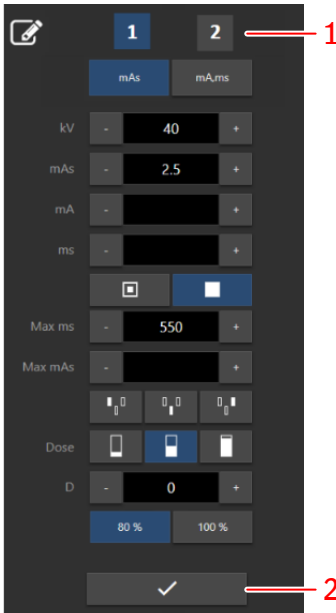 1 2 1
mAs mA,ms
kV - 40 +
mAs - 2.5 +
mA - +
ms - +
Max ms - 550 +
Max mAs - +
Dose
D - 0 +
80 % 100 %
2